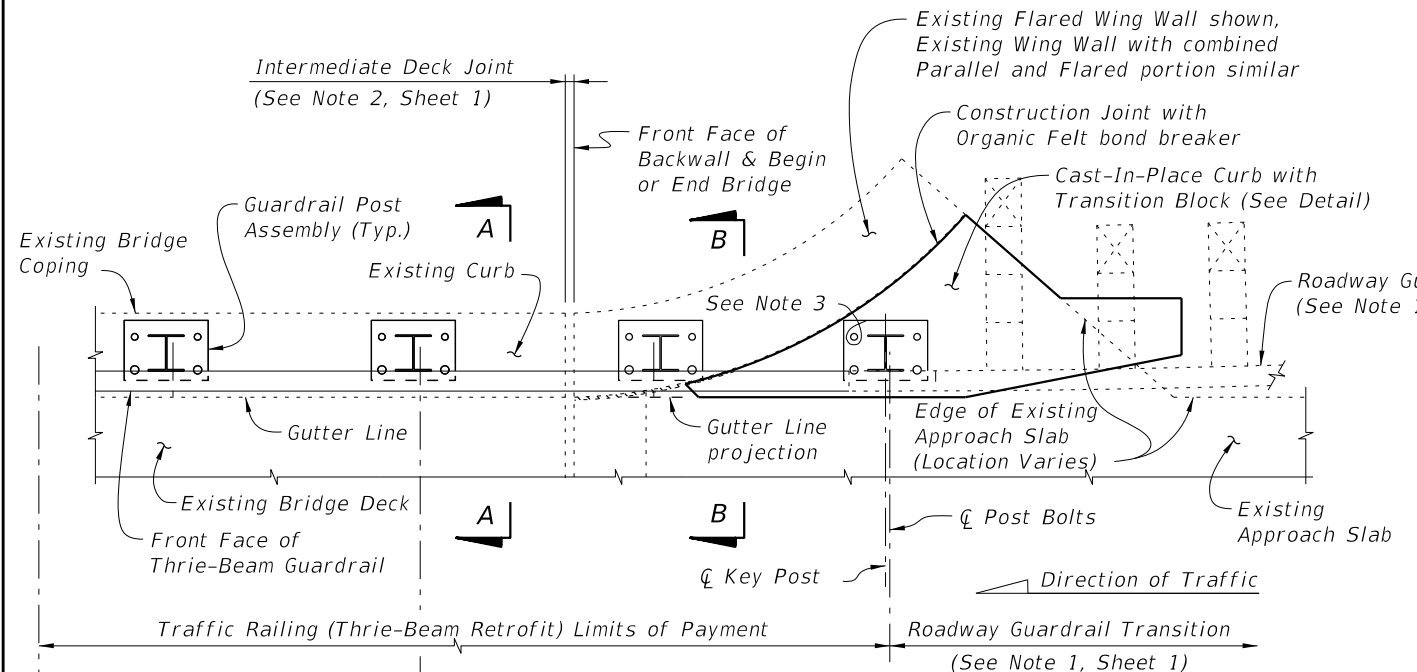 Existing Flared Wing Wall shown,
Existing Wing Wall with combined
Parallel and Flared portion similar
Intermediate Deck Joint
(See Note 2, Sheet 1)
Construction Joint with
Organic Felt bond breaker
Front Face of
Backwall & Begin
or End Bridge
Cast-In-Place Curb with
Transition Block (See Detail)
Guardrail Post
Assembly (Typ.)
A
B
Existing Bridge
Coping
Existing Curb
See Note 3
Roadway Gu
(See Note
Gutter Line
Gutter Line
projection
Edge of Existing
Approach Slab
(Location Varies)
Existing Bridge Deck
A
B
Front Face of
Thrie-Beam Guardrail
℄ Post Bolts
Existing
Approach Slab
℄ Key Post
Direction of Traffic
Traffic Railing (Thrie-Beam Retrofit) Limits of Payment
Roadway Guardrail Transition
(See Note 1, Sheet 1)